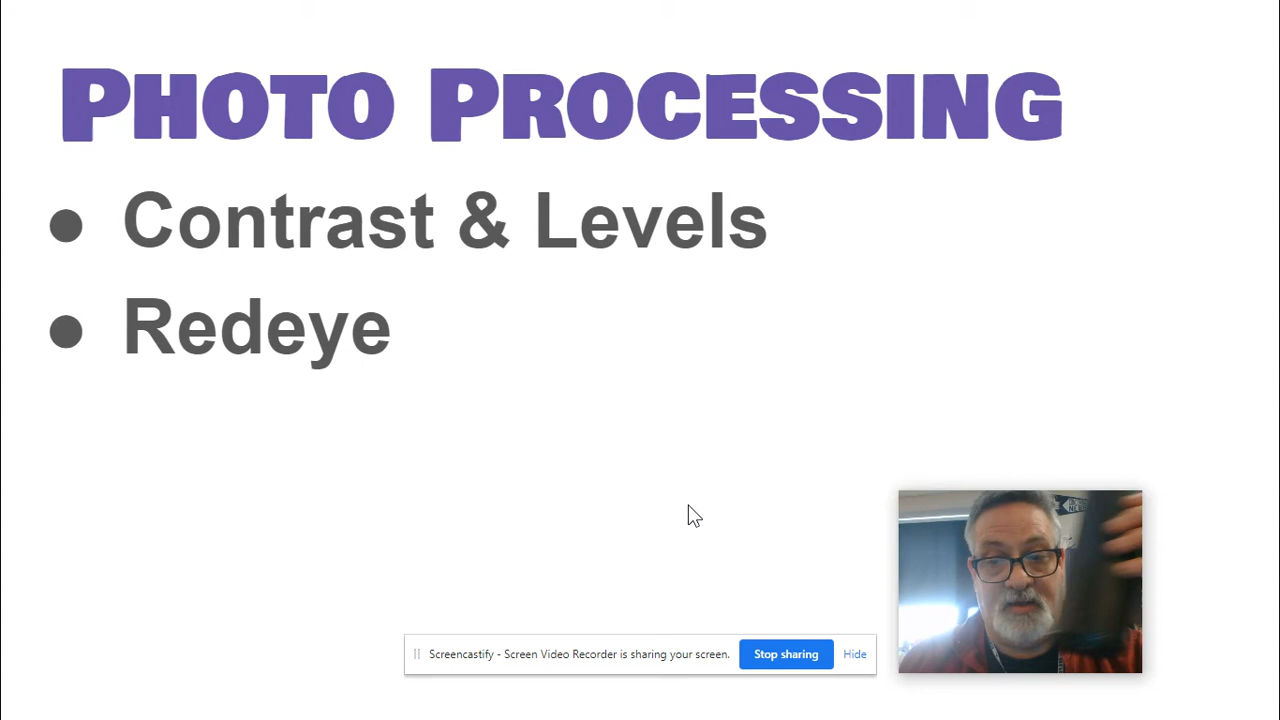 PHOTO PROCESSING
● Contrast & Levels
● Redeye
Screencastify - Screen Video Recorder is sharing your screen. Stop sharing Hide